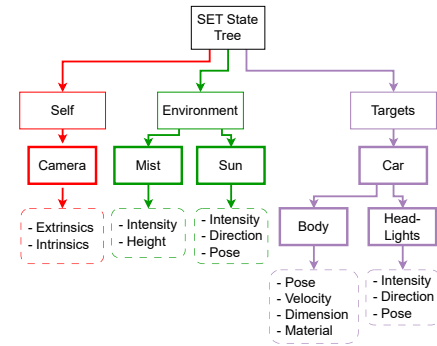 SET State
Tree
Self
Environment
Targets
Camera
Mist
Sun
Car
- Extrinsics
- Intrinsics
- Intensity
- Height
- Intensity
- Direction
- Pose
Body
Head-
Lights
- Pose
- Velocity
- Dimension
- Material
- Intensity
- Direction
- Pose